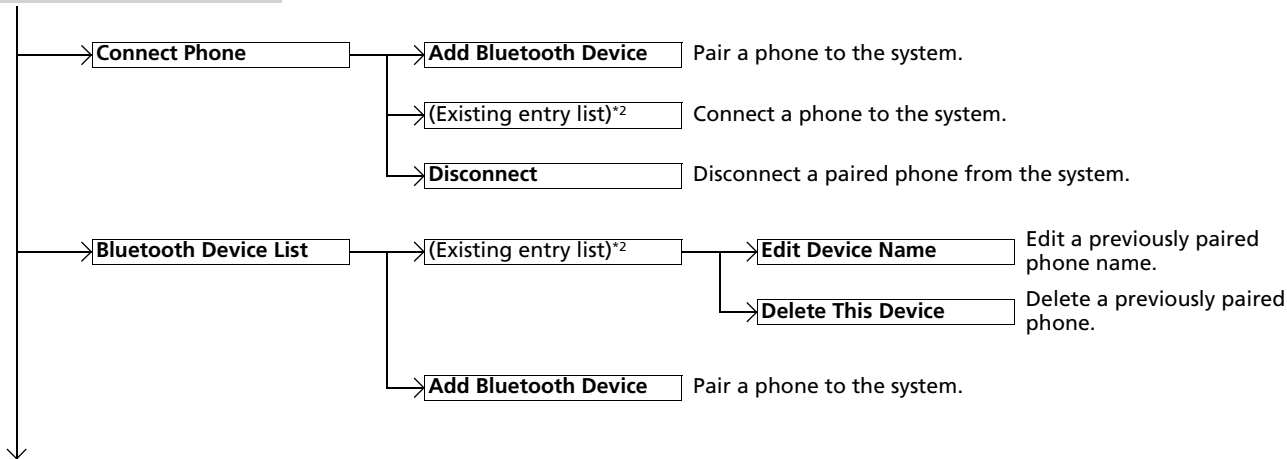 Connect Phone
Add Bluetooth Device
Pair a phone to the system.
(Existing entry list)*2
Connect a phone to the system.
Disconnect
Disconnect a paired phone from the system.
Bluetooth Device List
(Existing entry list)*2
Edit Device Name
Edit a previously paired
phone name.
Delete This Device
Delete a previously paired
phone.
Add Bluetooth Device
Pair a phone to the system.